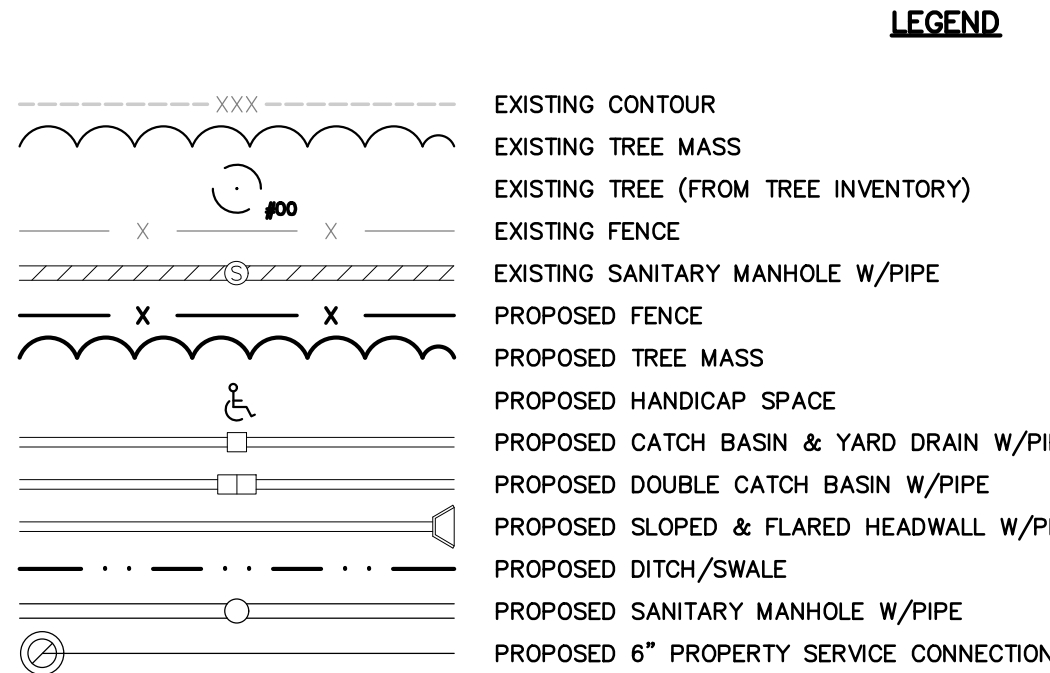 LEGEND
XXX EXISTING CONTOUR
EXISTING TREE MASS
EXISTING TREE (FROM TREE INVENTORY)
#00
X X EXISTING FENCE
S EXISTING SANITARY MANHOLE W/PIPE
X X PROPOSED FENCE
PROPOSED TREE MASS
PROPOSED HANDICAP SPACE
PROPOSED CATCH BASIN & YARD DRAIN
PROPOSED DOUBLE CATCH BASIN W/PIPE
PROPOSED SLOPED & FLARED HEADWALL
PROPOSED DITCH/SWALE
PROPOSED SANITARY MANHOLE W/PIPE
PROPOSED 6” PROPERTY SERVICE CONNECTION